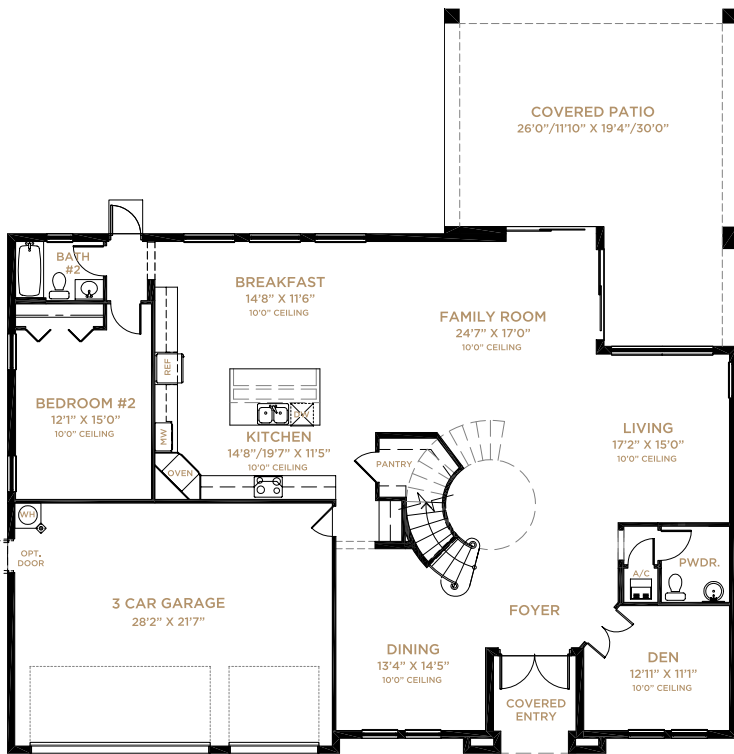 COVERED PATIO
26'0"/11'10" X 19'4"/30'0"
BATH
#2
BREAKFAST
14'8" X 11'6"
10'0" CEILING
FAMILY ROOM
24'7" X 17'0"
10'0" CEILING
REF
BEDROOM #2
12'1" X 15'0"
10'0" CEILING
DW
MW
KITCHEN
14'8"/19'7" X 11'5"
10'0" CEILING
LIVING
17'2" X 15'0"
10'0" CEILING
OVEN
PANTRY
WH
OPT.
DOOR
A/C
PWDR.
3 CAR GARAGE
28'2" X 21'7"
FOYER
DINING
13'4" X 14'5"
10'0" CEILING
DEN
12'11" X 11'1"
10'0" CEILING
COVERED
ENTRY